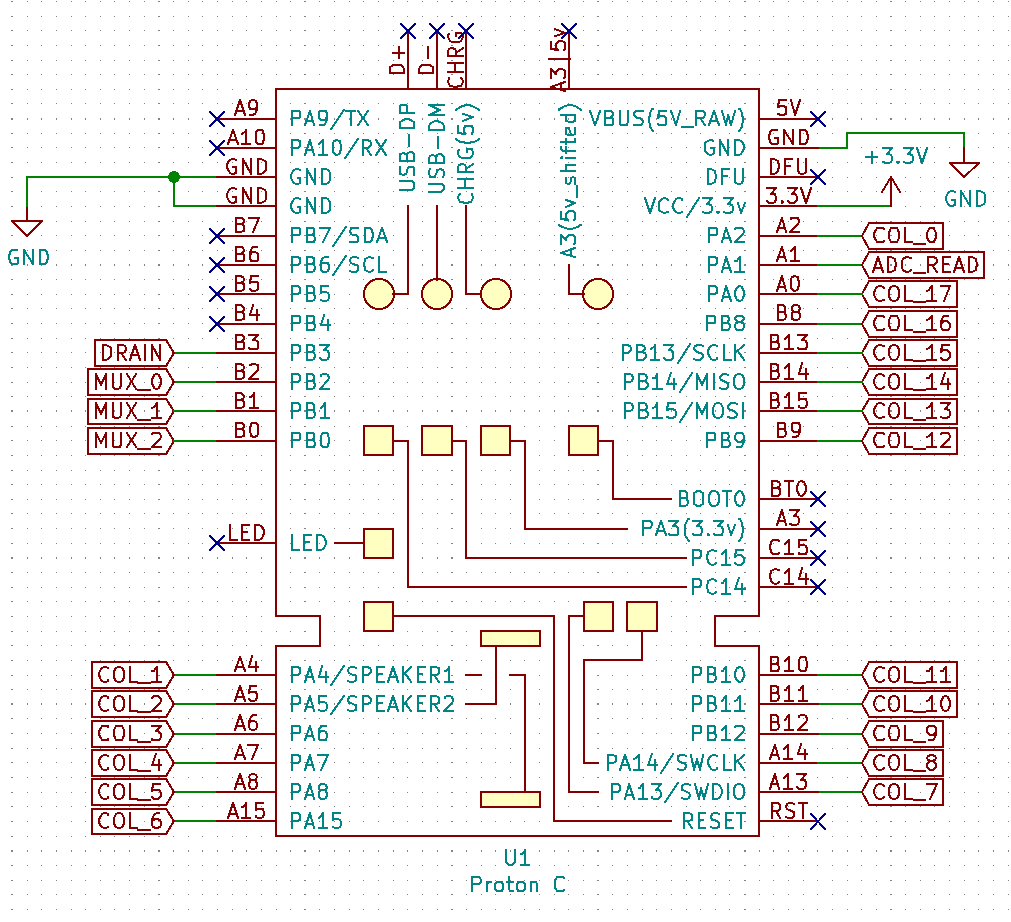 D+ D- CHRG A3|5v
USB-DP USB-DM CHRG(5v) A3(5v_shifted)
A9 PA9/TX VBUS(5V_RAW) 5V
A10 PA10/RX GND GND
GND GND DFU DFU +3.3V
GND GND VCC/3.3v 3.3V GND
B7 PB7/SDA PA2 A2 COL_0
GND B6 PB6/SCL PA1 A1 ADC_READ
B5 PB5 PA0 A0 COL_17
B4 PB4 PB8 B8 COL_16
DRAIN B3 PB3 PB13/SCLK B13 COL_15
MUX_0 B2 PB2 PB14/MISO B14 COL_14
MUX_1 B1 PB1 PB15/MOSI B15 COL_13
MUX_2 B0 PB0 PB9 B9 COL_12
BOOT0 BT0
PA3(3.3v) A3
LED LED PC15 C15
PC14 C14
COL_1 A4 PA4/SPEAKER1 PB10 B10 COL_11
COL_2 A5 PA5/SPEAKER2 PB11 B11 COL_10
COL_3 A6 PA6 PB12 B12 COL_9
COL_4 A7 PA7 PA14/SWCLK A14 COL_8
COL_5 A8 PA8 PA13/SWDIO A13 COL_7
COL_6 A15 PA15 RESET RST
U1
Proton C